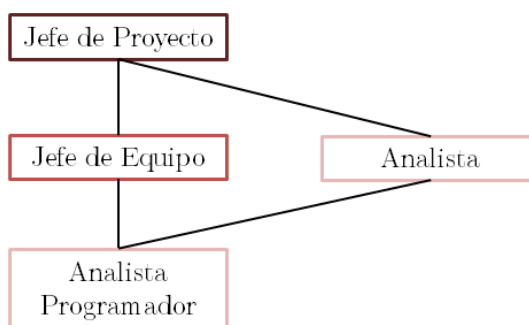 Jefe de Proyecto
Jefe de Equipo
Analista
Analista
Programador